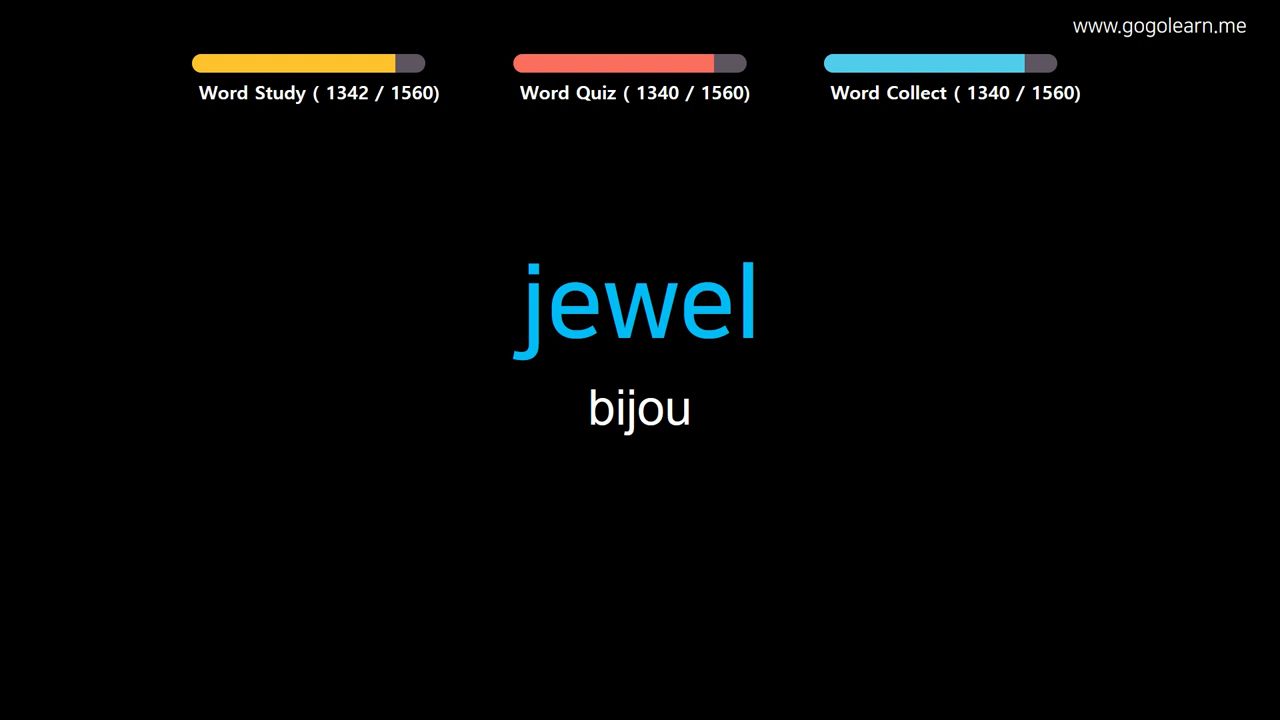 www.gogolearn.me
Word Study ( 1342 / 1560)
Word Quiz ( 1340 / 1560)
Word Collect ( 1340 / 1560)
jewel
bijou